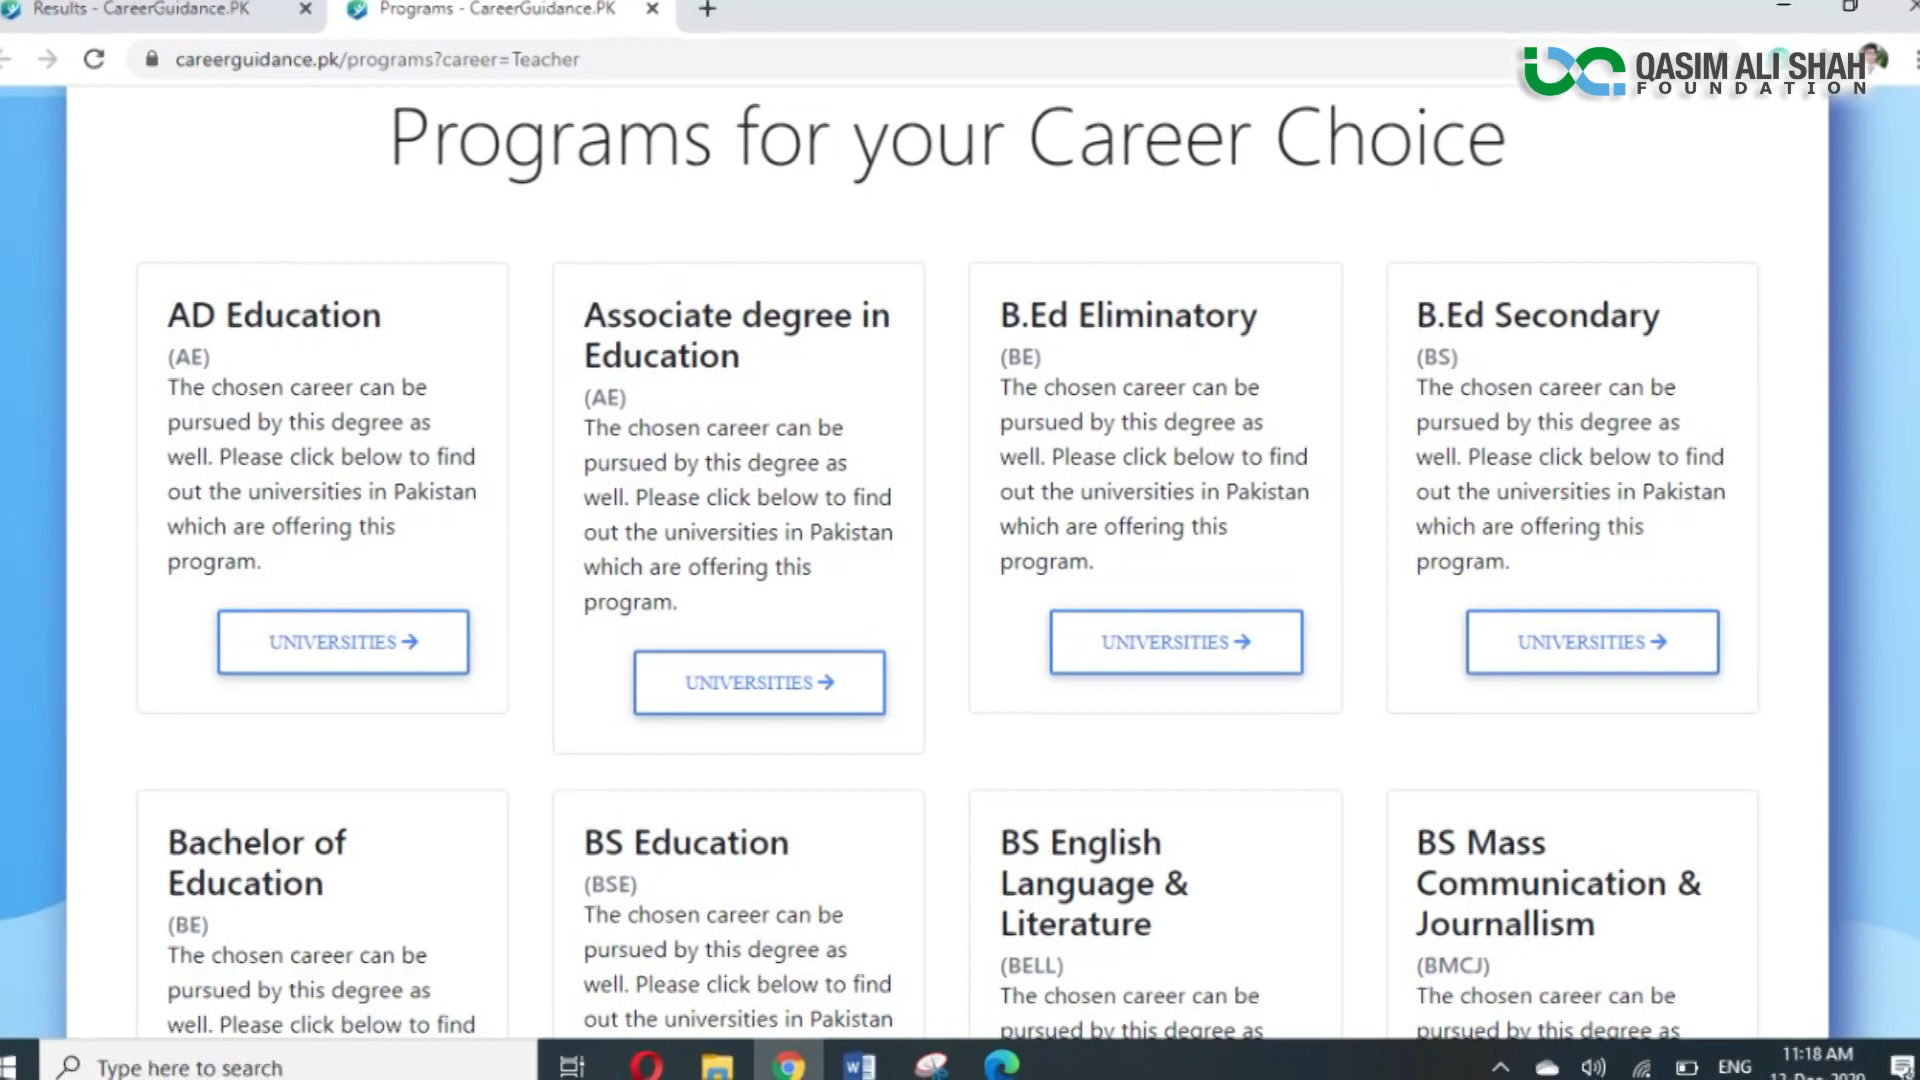 Results - CareerGuidance.PK
Programs - CareerGuidance.PK
careerguidance.pk/programs?career=Teacher
QASIM ALI SHAH
FOUNDATION
Programs for your Career Choice
AD Education
(AE)
The chosen career can be
pursued by this degree as
well. Please click below to find
out the universities in Pakistan
which are offering this
program.
UNIVERSITIES
Associate degree in
Education
(AE)
The chosen career can be
pursued by this degree as
well. Please click below to find
out the universities in Pakistan
which are offering this
program.
UNIVERSITIES
B.Ed Eliminatory
(BE)
The chosen career can be
pursued by this degree as
well. Please click below to find
out the universities in Pakistan
which are offering this
program.
UNIVERSITIES
B.Ed Secondary
(BS)
The chosen career can be
pursued by this degree as
well. Please click below to find
out the universities in Pakistan
which are offering this
program.
UNIVERSITIES
Bachelor of
Education
(BE)
The chosen career can be
pursued by this degree as
well. Please click below to find
BS Education
(BSE)
The chosen career can be
pursued by this degree as
well. Please click below to find
out the universities in Pakistan
BS English
Language &
Literature
(BELL)
The chosen career can be
pursued by this degree as
BS Mass
Communication &
Journallism
(BMCJ)
The chosen career can be
pursued by this degree as
Type here to search
ENG
11:18 AM